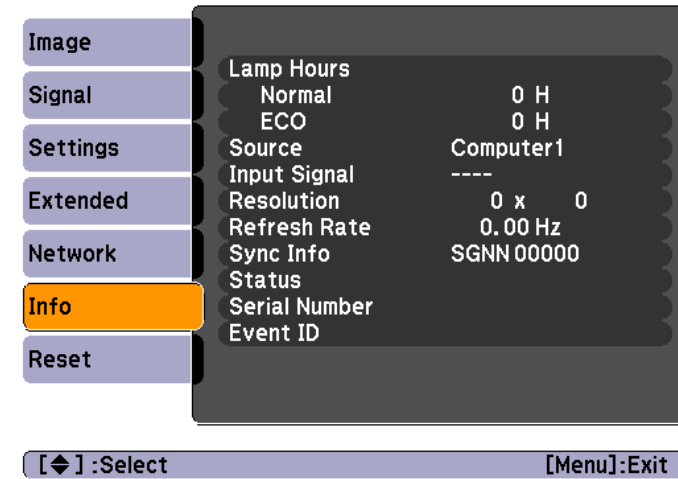 Image
Signal
Settings
Extended
Network
Info
Reset
Lamp Hours
Normal 0 H
ECO 0 H
Source Computer1
Input Signal ----
Resolution 0 x 0
Refresh Rate 0.00 Hz
Sync Info SGNN 00000
Status
Serial Number
Event ID
[◆] :Select [Menu]:Exit